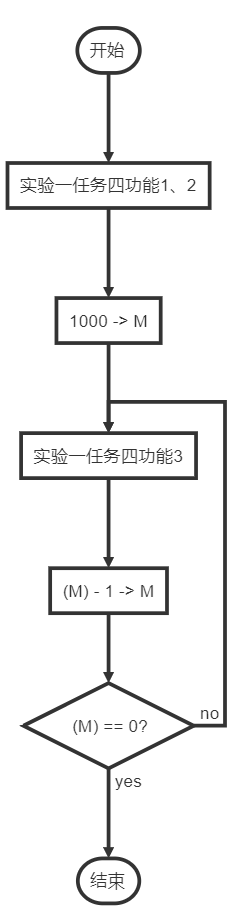 开始
实验一任务四功能1、2
1000 -> M
实验一任务四功能3
(M) - 1 -> M
(M) == 0?
no
yes
结束